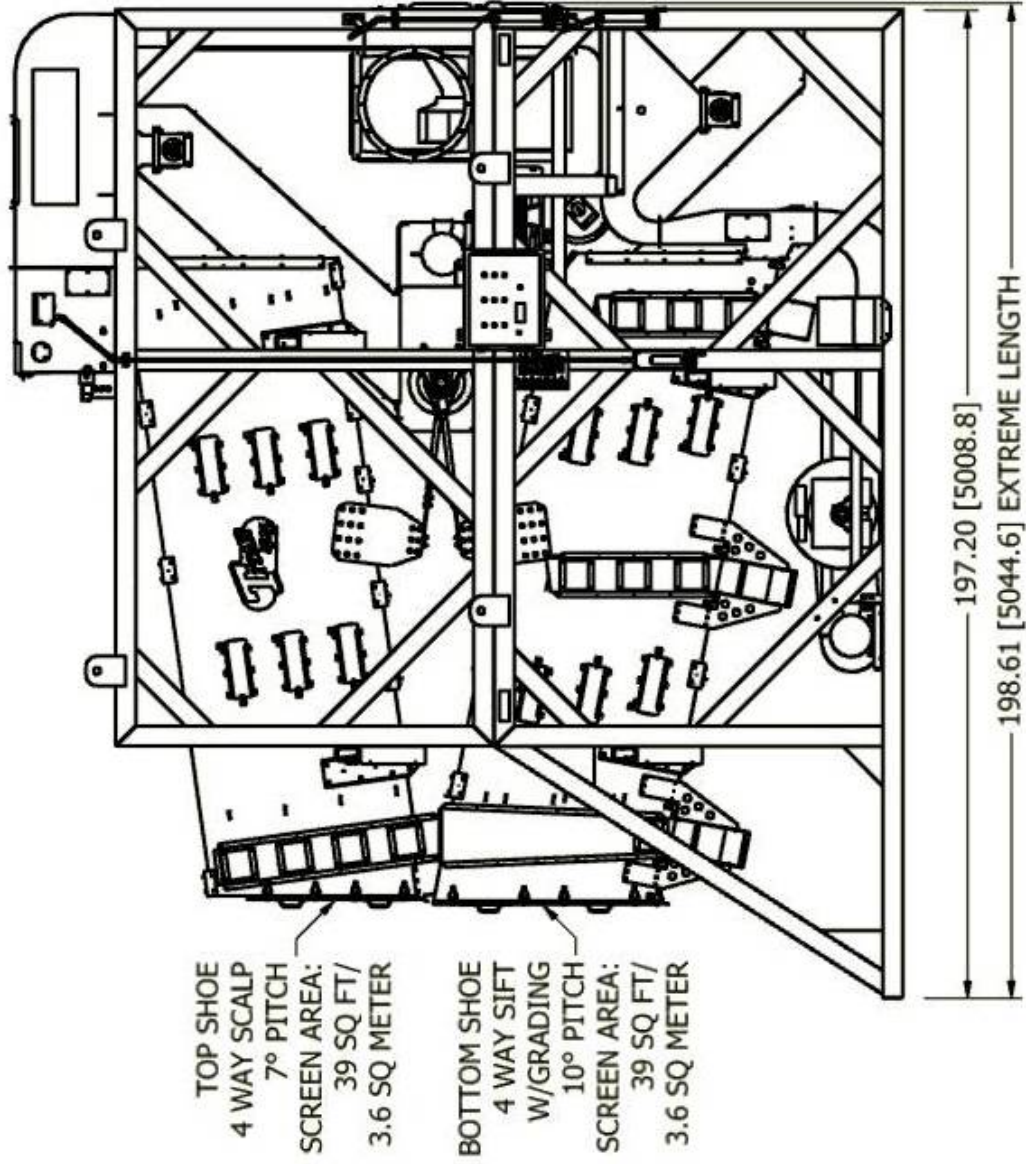 TOP SHOE
4 WAY SCALP
7° PITCH
SCREEN AREA:
39 SQ FT/
3.6 SQ METER
BOTTOM SHOE
4 WAY SIFT
W/GRADING
10° PITCH
SCREEN AREA:
39 SQ FT/
3.6 SQ METER
197.20 [5008.8]
198.61 [5044.6] EXTREME LENGTH